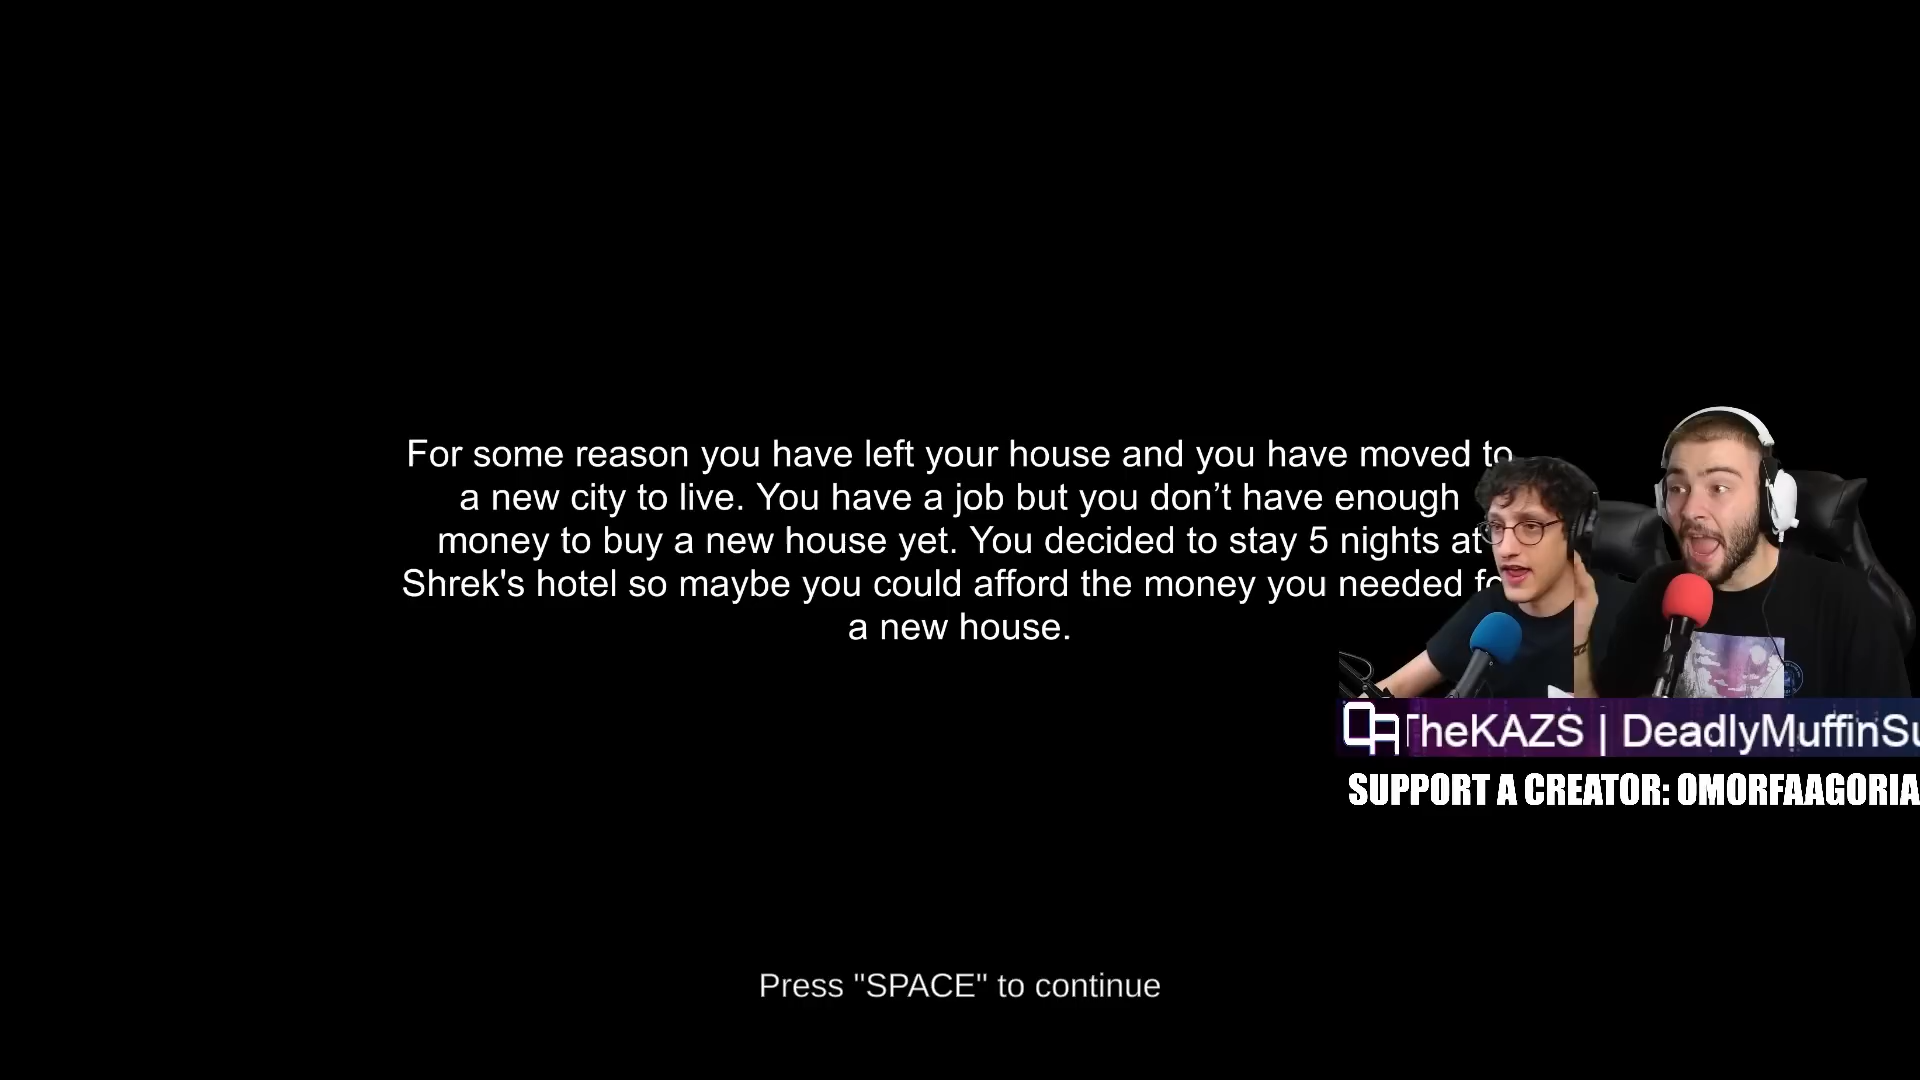 For some reason you have left your house and you have moved to
a new city to live. You have a job but you don’t have enough
money to buy a new house yet. You decided to stay 5 nights at
Shrek's hotel so maybe you could afford the money you needed
a new house.
TheKAZS | DeadlyMuffinSu
SUPPORT A CREATOR: OMORFAAGORIA
Press "SPACE" to continue